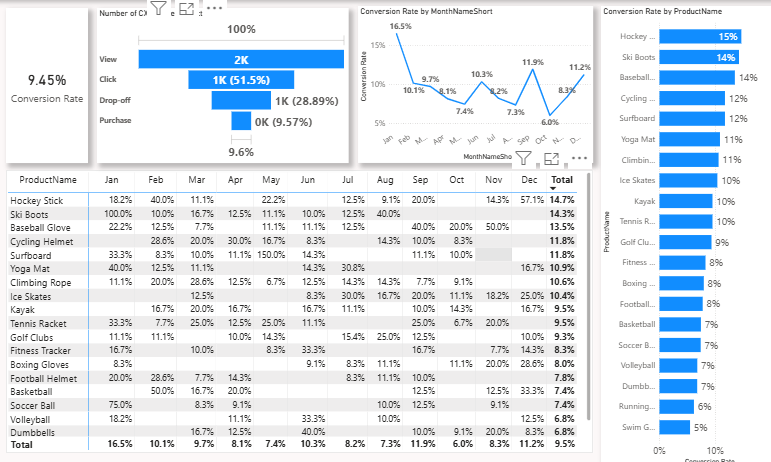 9.45%
Conversion Rate
Number of
100%
View
2K
Click
1K (51.5%)
Drop-off
1K (28.89%)
Purchase
0K (9.57%)
9.6%
Conversion Rate by MonthNameShort
Conversion Rate
15%
10%
5%
16.5%
10.1%
9.7%
8.1%
7.4%
10.3%
8.2%
7.3%
11.9%
6.0%
8.3%
11.2%
Jan
Feb
M...
Apr
M...
Jun
Jul
A...
Sep
Oct
N...
D...
MonthNameSho
ProductName Jan Feb Mar Apr May Jun Jul Aug Sep Oct Nov Dec Total
Hockey Stick 18.2% 40.0% 11.1% 22.2% 12.5% 9.1% 20.0% 14.3% 57.1% 14.7%
Ski Boots 100.0% 10.0% 16.7% 12.5% 11.1% 10.0% 12.5% 40.0% 14.3%
Baseball Glove 22.2% 12.5% 7.7% 11.1% 11.1% 12.5% 40.0% 20.0% 50.0% 13.5%
Cycling Helmet 28.6% 20.0% 30.0% 16.7% 8.3% 14.3% 10.0% 8.3% 11.8%
Surfboard 33.3% 8.3% 10.0% 11.1% 150.0% 14.3% 11.1% 10.0% 11.8%
Yoga Mat 40.0% 12.5% 11.1% 14.3% 30.8% 16.7% 10.9%
Climbing Rope 11.1% 20.0% 28.6% 12.5% 6.7% 12.5% 14.3% 14.3% 7.7% 9.1% 10.6%
Ice Skates 12.5% 8.3% 30.0% 16.7% 20.0% 11.1% 18.2% 25.0% 10.4%
Kayak 16.7% 20.0% 16.7% 16.7% 11.1% 10.0% 14.3% 16.7% 9.5%
Tennis Racket 33.3% 7.7% 25.0% 12.5% 25.0% 11.1% 25.0% 6.7% 20.0% 9.5%
Golf Clubs 11.1% 11.1% 10.0% 14.3% 15.4% 25.0% 12.5% 10.0% 9.3%
Fitness Tracker 16.7% 10.0% 8.3% 33.3% 16.7% 7.7% 14.3% 8.3%
Boxing Gloves 8.3% 9.1% 8.3% 11.1% 11.1% 20.0% 28.6% 8.0%
Football Helmet 20.0% 28.6% 7.7% 14.3% 8.3% 11.1% 10.0% 7.8%
Basketball 50.0% 16.7% 20.0% 12.5% 12.5% 33.3% 7.4%
Soccer Ball 75.0% 8.3% 9.1% 10.0% 12.5% 9.1% 7.4%
Volleyball 18.2% 11.1% 33.3% 10.0% 12.5% 6.8%
Dumbbells 16.7% 12.5% 40.0% 10.0% 9.1% 20.0% 8.3% 6.8%
Total 16.5% 10.1% 9.7% 8.1% 7.4% 10.3% 8.2% 7.3% 11.9% 6.0% 8.3% 11.2% 9.5%
Conversion Rate by ProductName
ProductName
Hockey ... 15%
Ski Boots 14%
Baseball... 14%
Cycling ... 12%
Surfboard 12%
Yoga Mat 11%
Climbin... 11%
Ice Skates 10%
Kayak 10%
Tennis R... 10%
Golf Clu... 9%
Fitness ... 8%
Boxing ... 8%
Football... 8%
Basketball 7%
Soccer B... 7%
Volleyball 7%
Dumbb... 7%
Running... 6%
Swim G... 5%
0% 10%
Conversion Rate